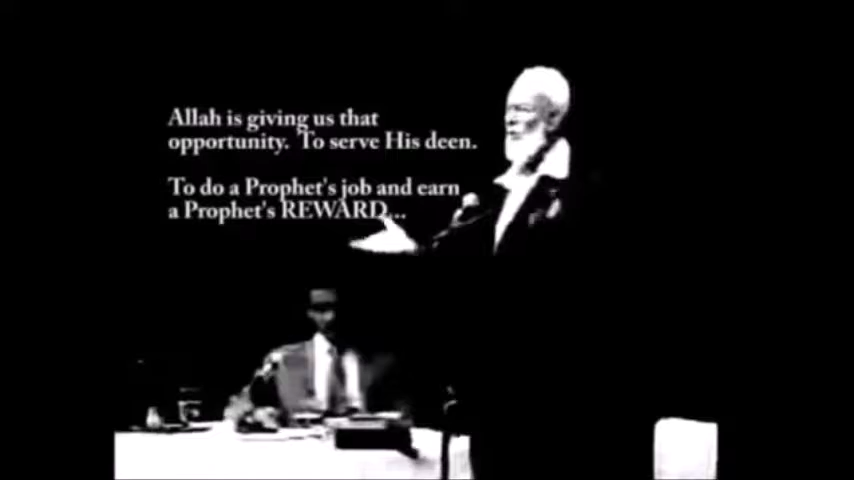 Allah is giving us that
opportunity. To serve His deen.
To do a Prophet's job and earn
a Prophet's REWARD...